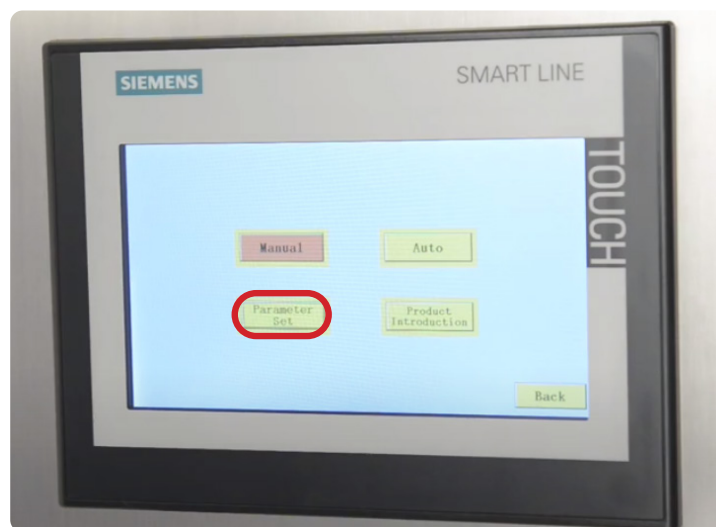 SIEMENS
SMART LINE
TOUCH
Manual
Auto
Parameter
Set
Product
Introduction
Back